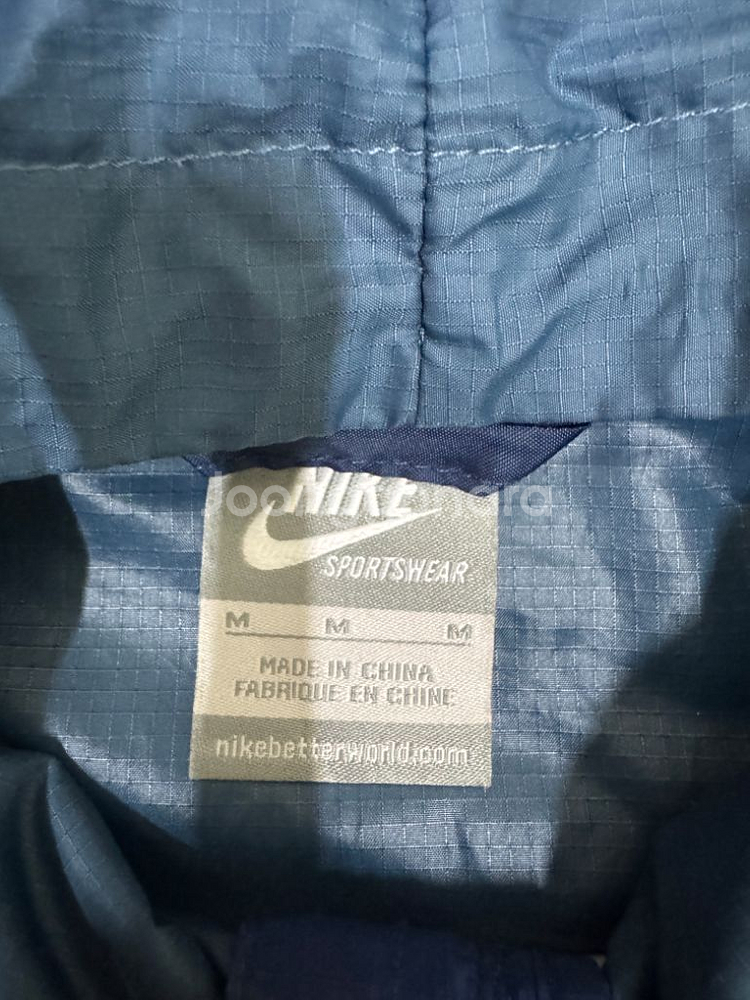 NIKE
SPORTSWEAR
M M M
MADE IN CHINA
FABRIQUE EN CHINE
nikebetterworld.com